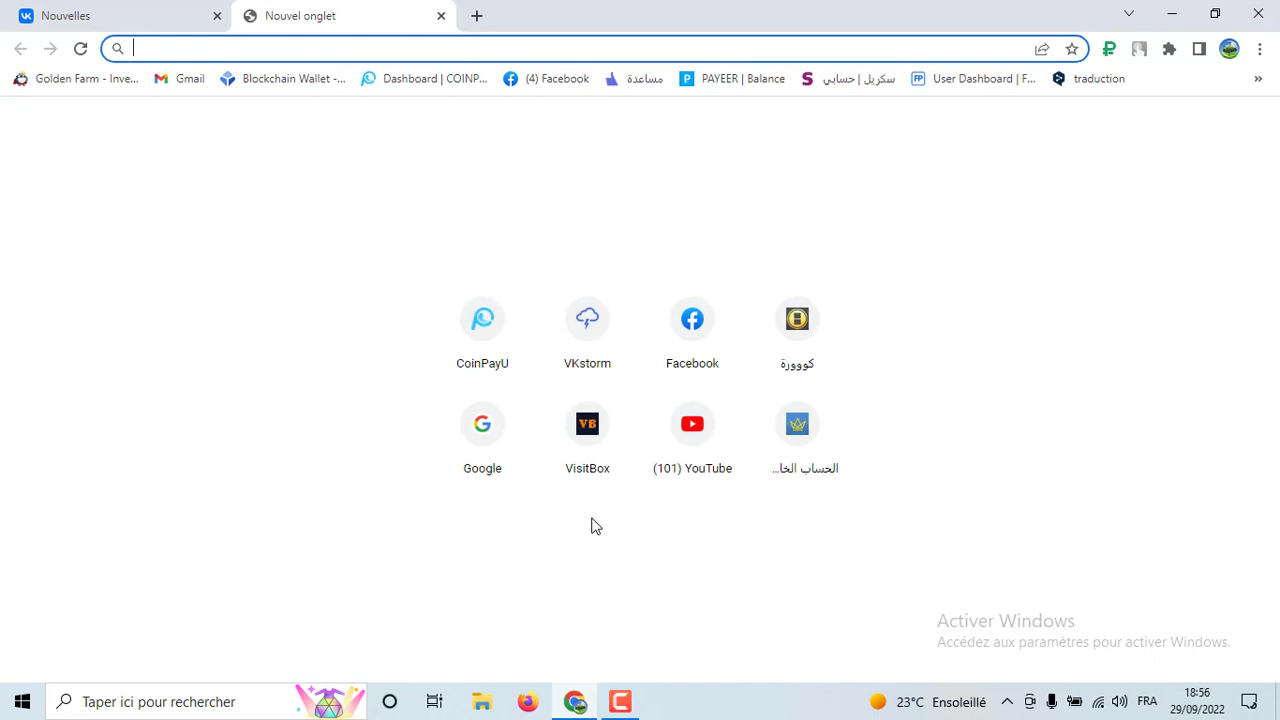 Nouvelles
Nouvel onglet
Golden Farm - Inve...
Gmail
Blockchain Wallet -...
Dashboard | COINP...
(4) Facebook
مساعدة
P
PAYEER | Balance
S
سكريل | حسابي
FP
User Dashboard | F...
traduction
»
CoinPayU
VKstorm
Facebook
كووورة
Google
VB
VisitBox
(101) YouTube
الحساب الخا...
Activer Windows
Accédez aux paramètres pour activer Windows.
Taper ici pour rechercher
23°C Ensoleillé
FRA
18:56
29/09/2022